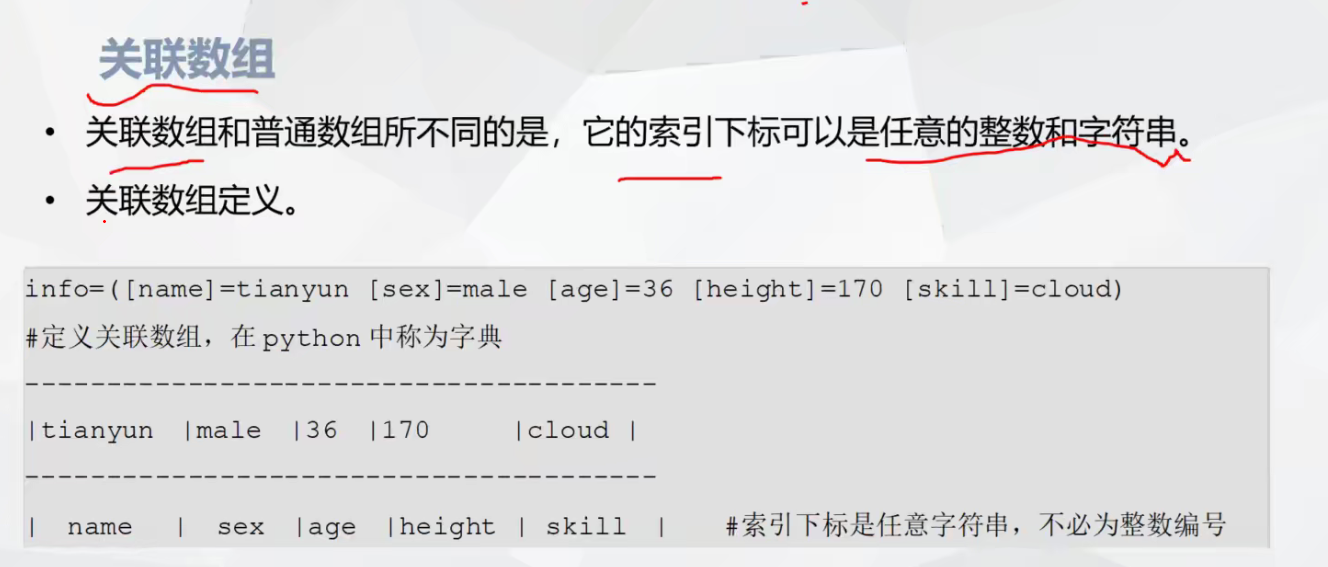 关联数组
• 关联数组和普通数组所不同的是，它的索引下标可以是任意的整数和字符串。
• 关联数组定义。
info=([name]=tianyun [sex]=male [age]=36 [height]=170 [skill]=cloud)
#定义关联数组，在 python 中称为字典
---------------------------------------
|tianyun |male |36 |170 |cloud |
---------------------------------------
| name | sex |age |height | skill | #索引下标是任意字符串，不必为整数编号